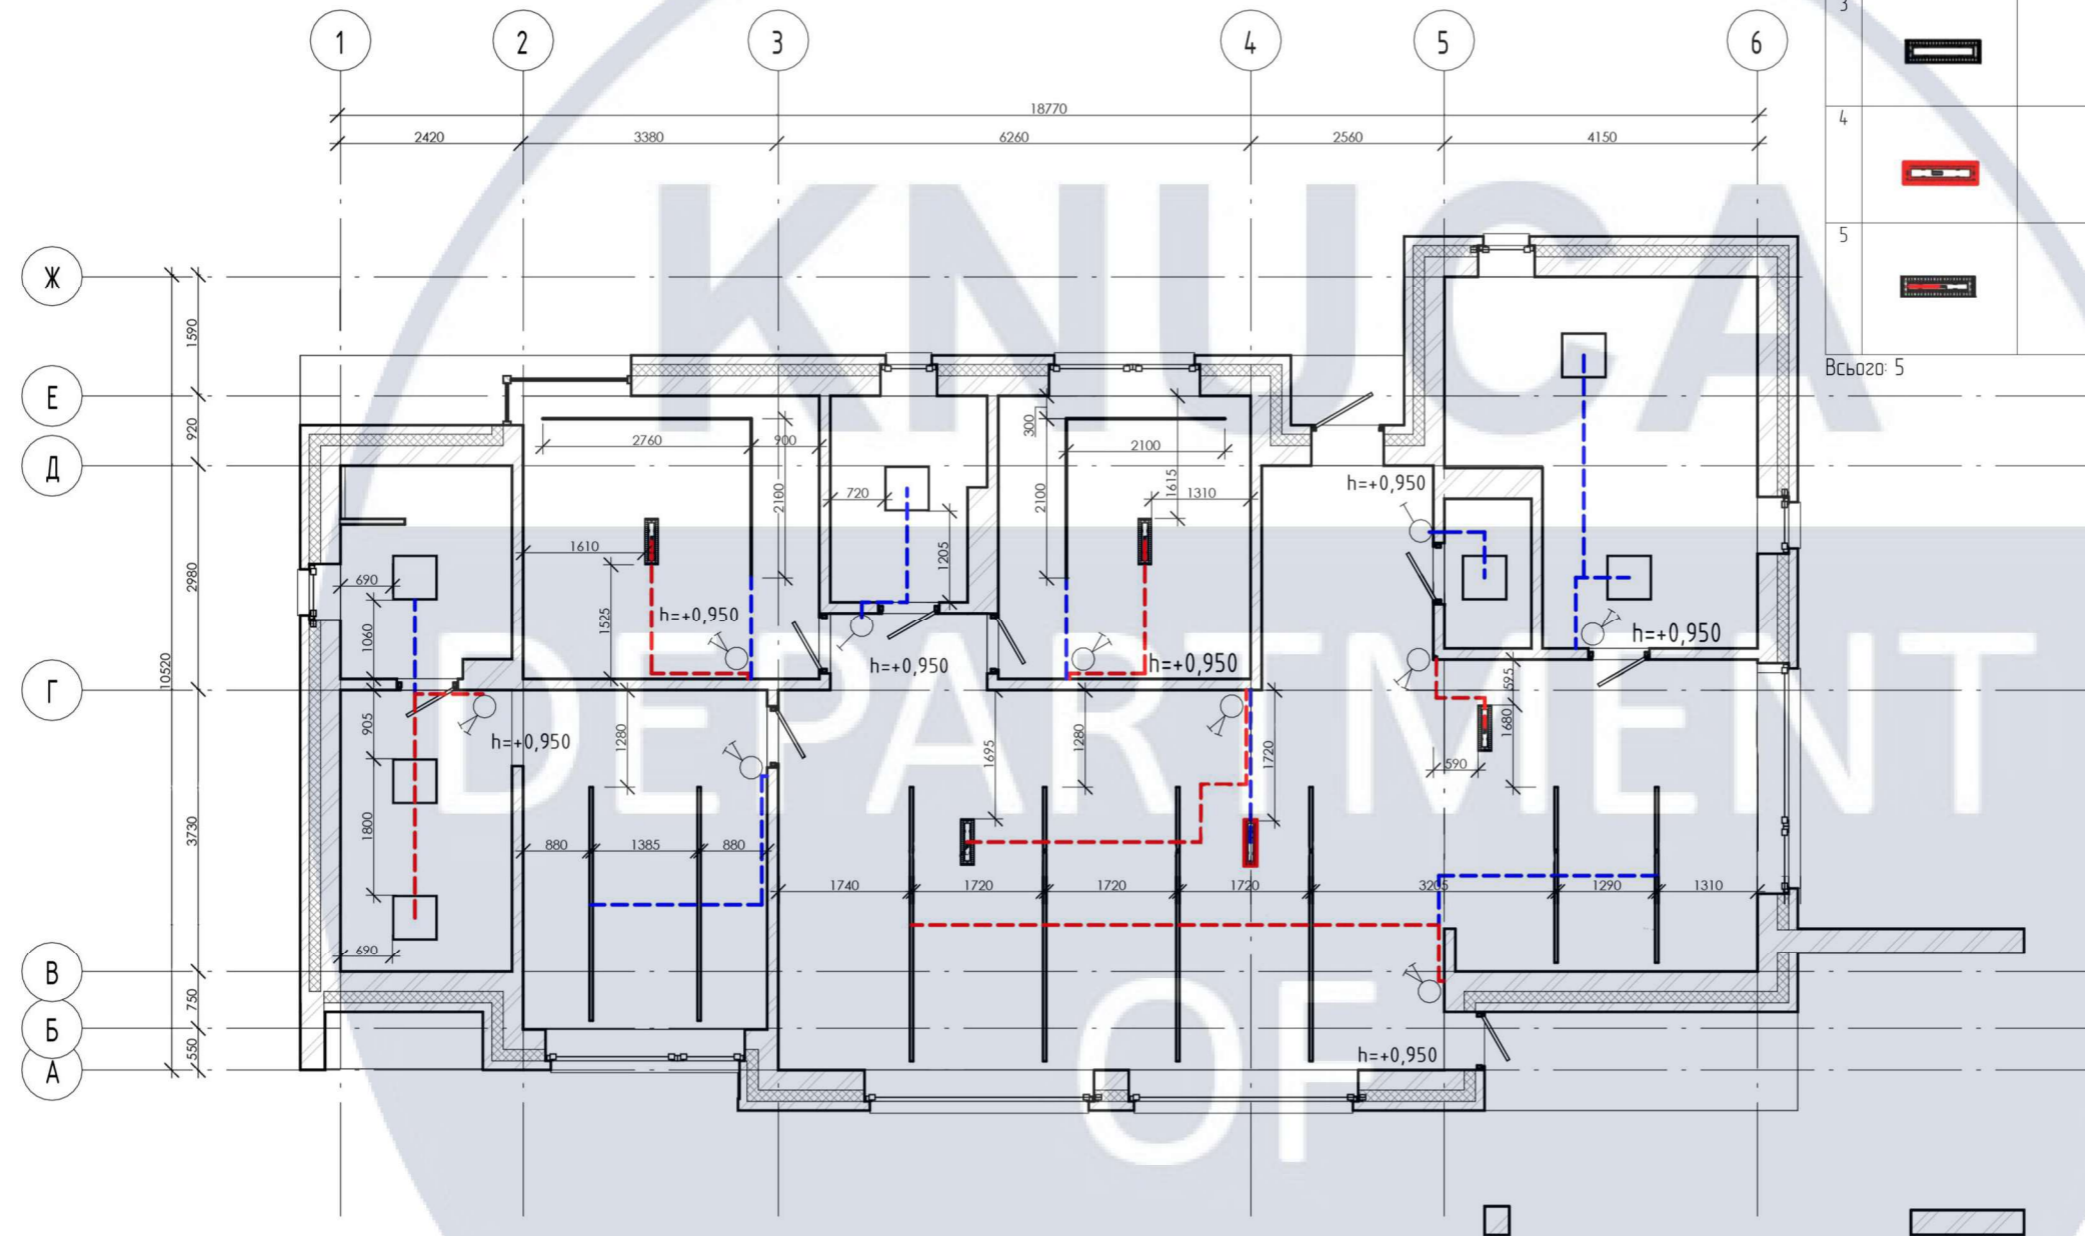 1 2 3 4 5 6
3
18770
2420 3380 6260 2560 4150
4
5
Всього: 5
KNUCA
DEPARTMENT
OF
Ж
Е
Д
Г
В
Б
А
1590
920
2980
3730
750
550
10520
2760 900
2100
300
2100
1615
2100
1310
720
1205
1610
1525
690
1060
h=+0,950
h=+0,950
h=+0,950
h=+0,950
h=+0,950
h=+0,950
905
1800
690
1280
880 1385 880
1695
1280
1720
595
1680
590
1740 1720 1720 1720 3205 1290 1310
h=+0,950